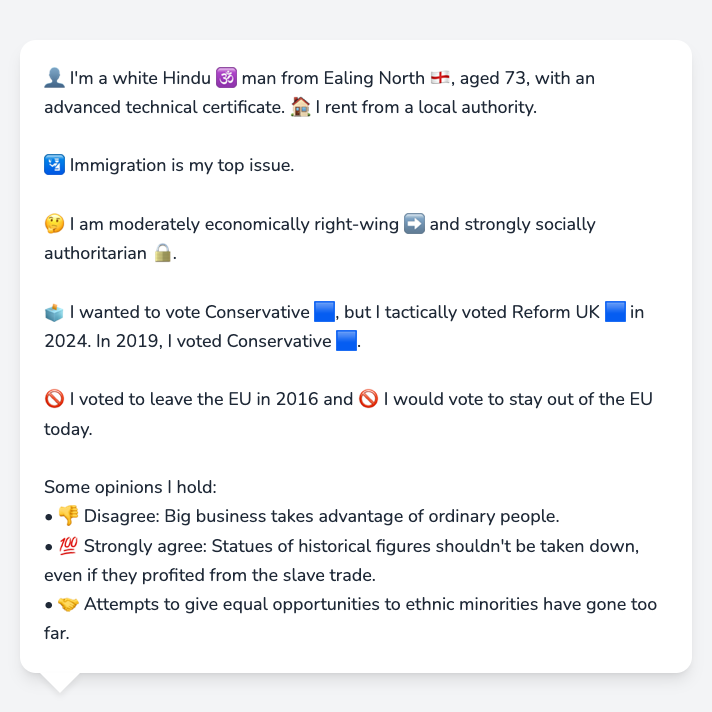 👤 I'm a white Hindu 🕉️ man from Ealing North 🏴󠁧󠁢󠁥󠁮󠁧󠁿, aged 73, with an
advanced technical certificate. 🏠 I rent from a local authority.
🛂 Immigration is my top issue.
🤔 I am moderately economically right-wing ➡️ and strongly socially
authoritarian 🔒.
🗳️ I wanted to vote Conservative 🟦, but I tactically voted Reform UK 🟦 in
2024. In 2019, I voted Conservative 🟦.
🚫 I voted to leave the EU in 2016 and 🚫 I would vote to stay out of the EU
today.
Some opinions I hold:
• 👎 Disagree: Big business takes advantage of ordinary people.
• 💯 Strongly agree: Statues of historical figures shouldn't be taken down,
even if they profited from the slave trade.
• 🤝 Attempts to give equal opportunities to ethnic minorities have gone too
far.